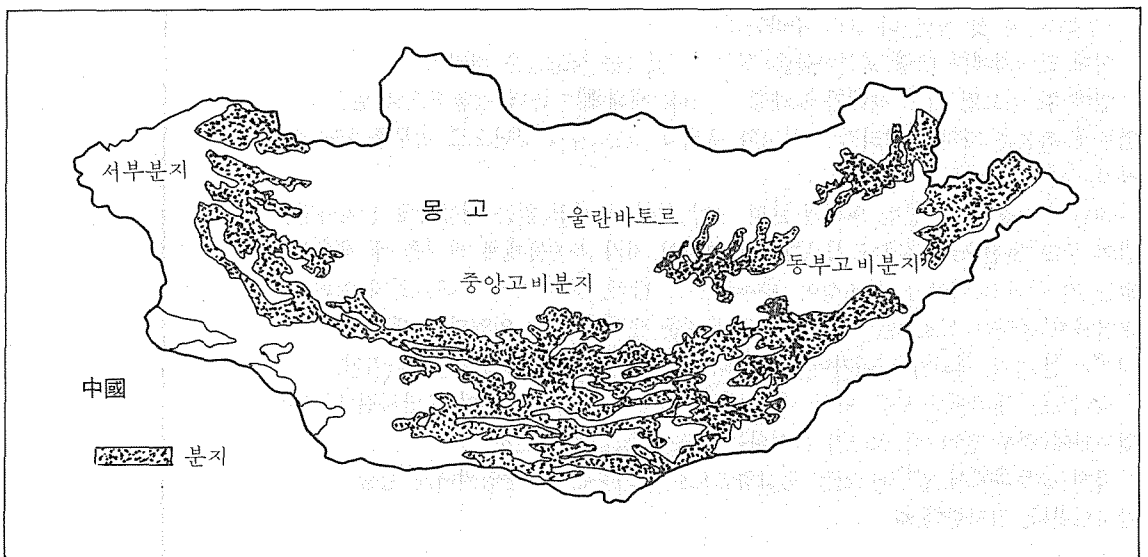 서부분지
몽 고
울란바토르
동부고비분지
중앙고비분지
中國
분지